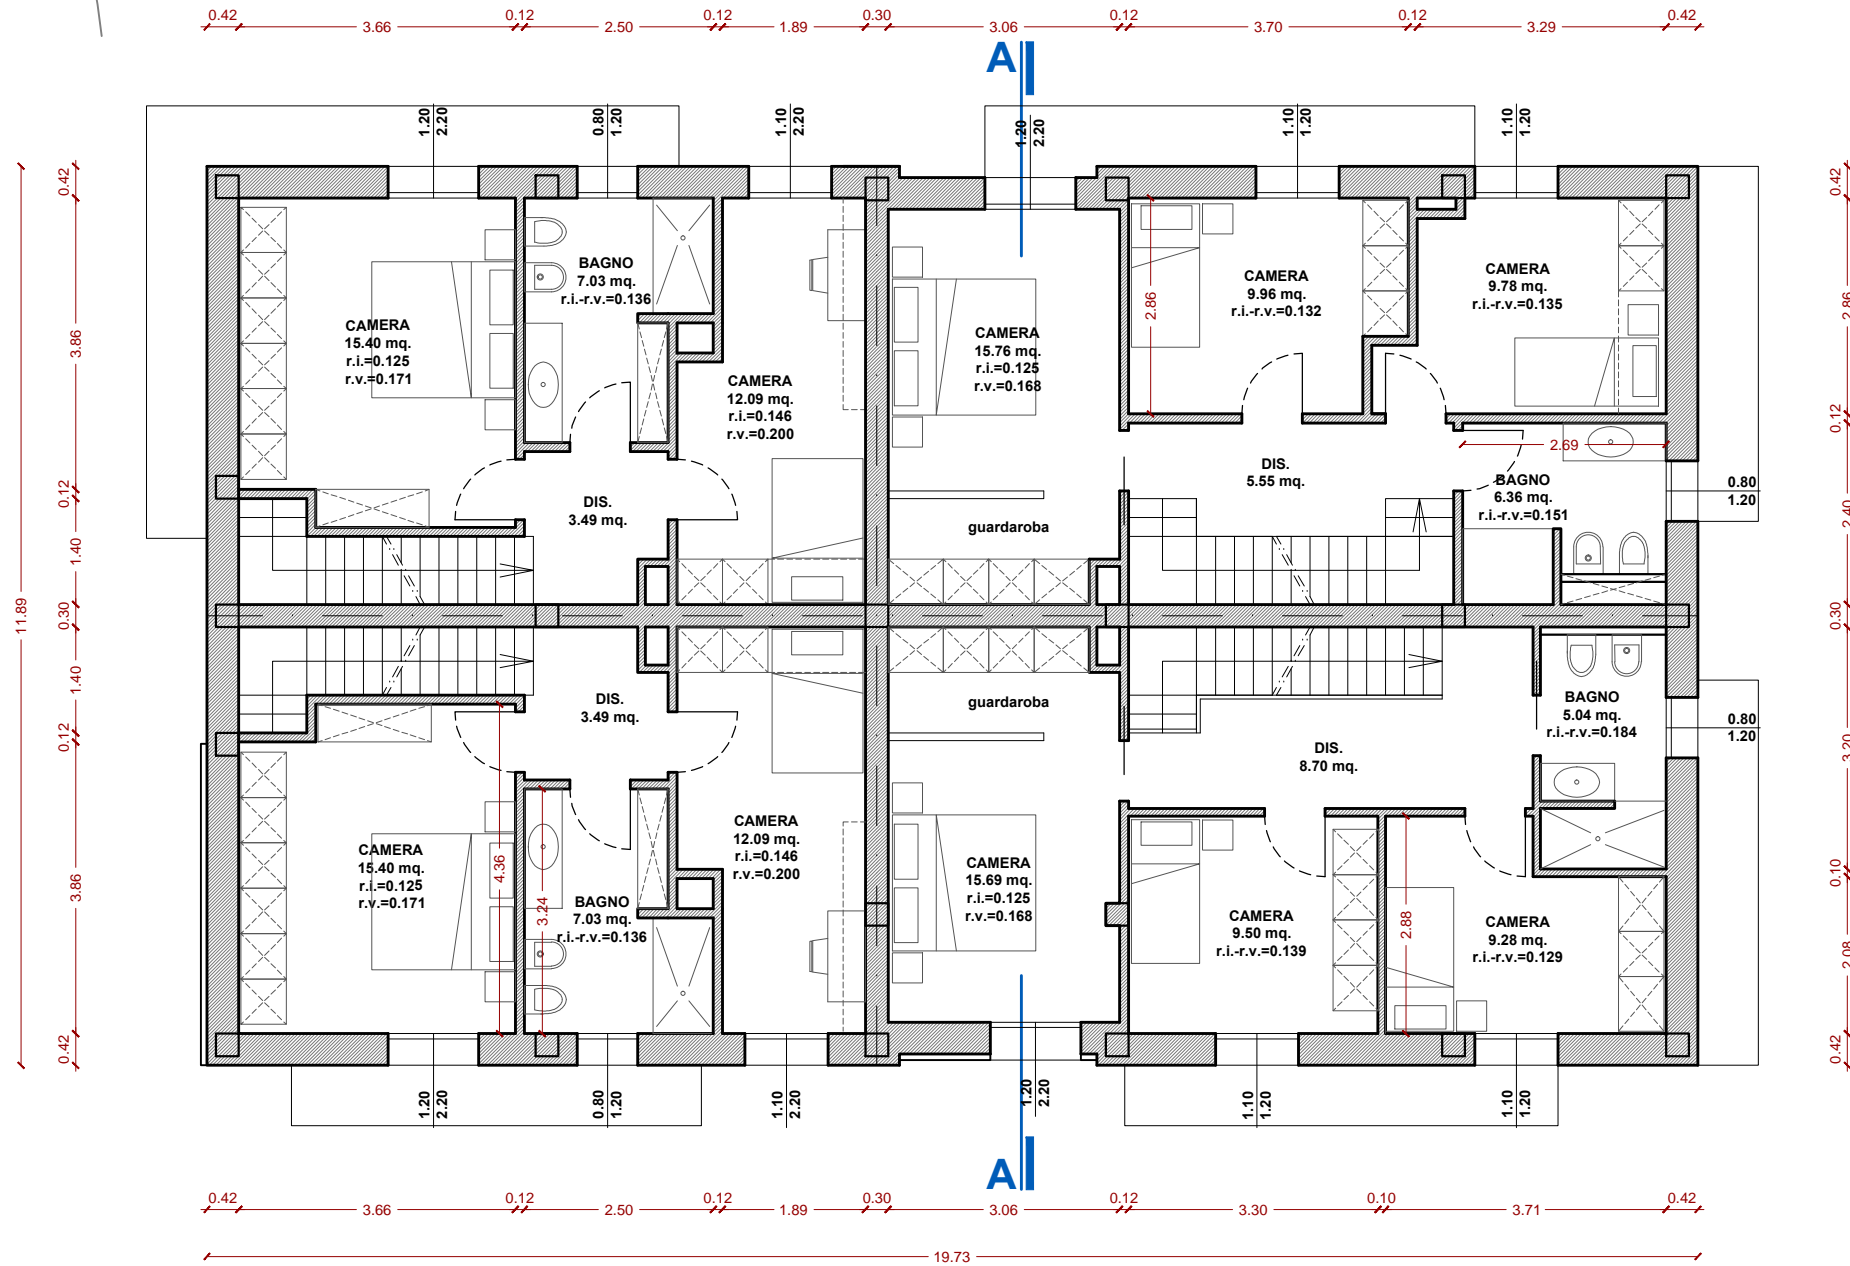 0.42
3.66
0.12
2.50
0.12
1.89
0.30
3.06
0.12
3.70
0.12
3.29
0.42
A
1.20
2.20
0.80
1.20
1.10
2.20
1.20
2.20
1.10
1.20
1.10
1.20
0.42
3.86
0.12
1.40
0.30
1.40
0.12
3.86
0.42
11.89
CAMERA
15.40 mq.
r.i.=0.125
r.v.=0.171
BAGNO
7.03 mq.
r.i.-r.v.=0.136
CAMERA
12.09 mq.
r.i.=0.146
r.v.=0.200
CAMERA
15.76 mq.
r.i.=0.125
r.v.=0.168
2.86
CAMERA
9.96 mq.
r.i.-r.v.=0.132
CAMERA
9.78 mq.
r.i.-r.v.=0.135
DIS.
3.49 mq.
guardaroba
DIS.
5.55 mq.
2.69
BAGNO
6.36 mq.
r.i.-r.v.=0.151
0.80
1.20
0.42
2.86
0.12
2.40
0.30
3.20
0.10
2.08
0.42
DIS.
3.49 mq.
guardaroba
DIS.
8.70 mq.
BAGNO
5.04 mq.
r.i.-r.v.=0.184
0.80
1.20
CAMERA
15.40 mq.
r.i.=0.125
r.v.=0.171
4.36
3.24
BAGNO
7.03 mq.
r.i.-r.v.=0.136
CAMERA
12.09 mq.
r.i.=0.146
r.v.=0.200
CAMERA
15.69 mq.
r.i.=0.125
r.v.=0.168
CAMERA
9.50 mq.
r.i.-r.v.=0.139
2.88
CAMERA
9.28 mq.
r.i.-r.v.=0.129
1.20
2.20
0.80
1.20
1.10
2.20
1.20
2.20
1.10
1.20
1.10
1.20
A
0.42
3.66
0.12
2.50
0.12
1.89
0.30
3.06
0.12
3.30
0.10
3.71
0.42
19.73